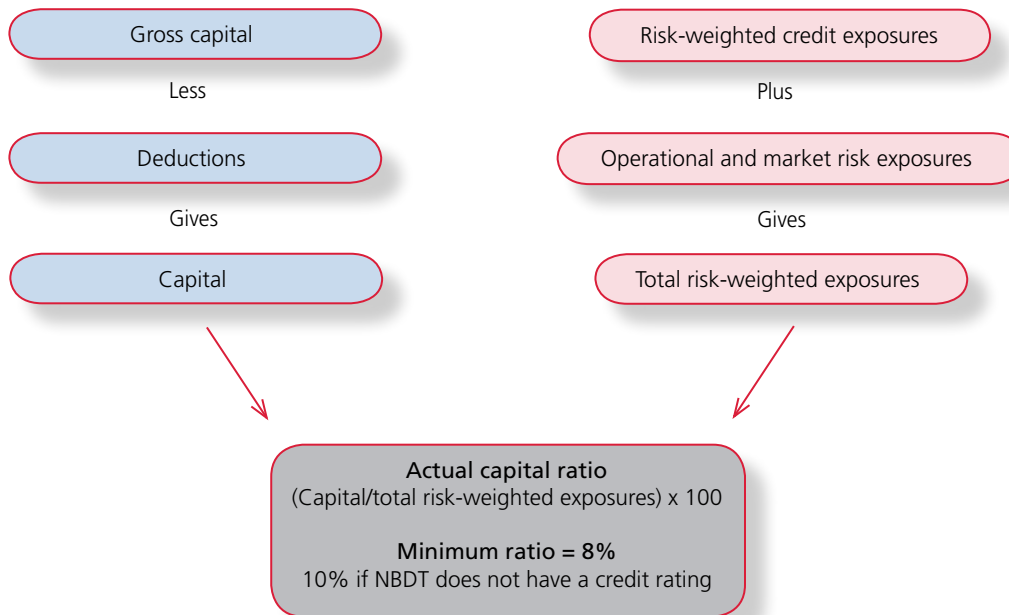 Gross capital
Less
Deductions
Gives
Capital
Risk-weighted credit exposures
Plus
Operational and market risk exposures
Gives
Total risk-weighted exposures
Actual capital ratio
(Capital/total risk-weighted exposures) x 100
Minimum ratio = 8%
10% if NBDT does not have a credit rating